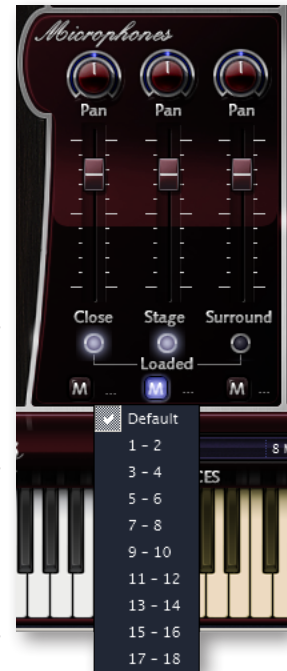 Microphones
Pan Pan Pan
Close Stage Surround
Loaded
M ... M ... M ...
Default
1 - 2
3 - 4
5 - 6
7 - 8
9 - 10
11 - 12
13 - 14
15 - 16
17 - 18